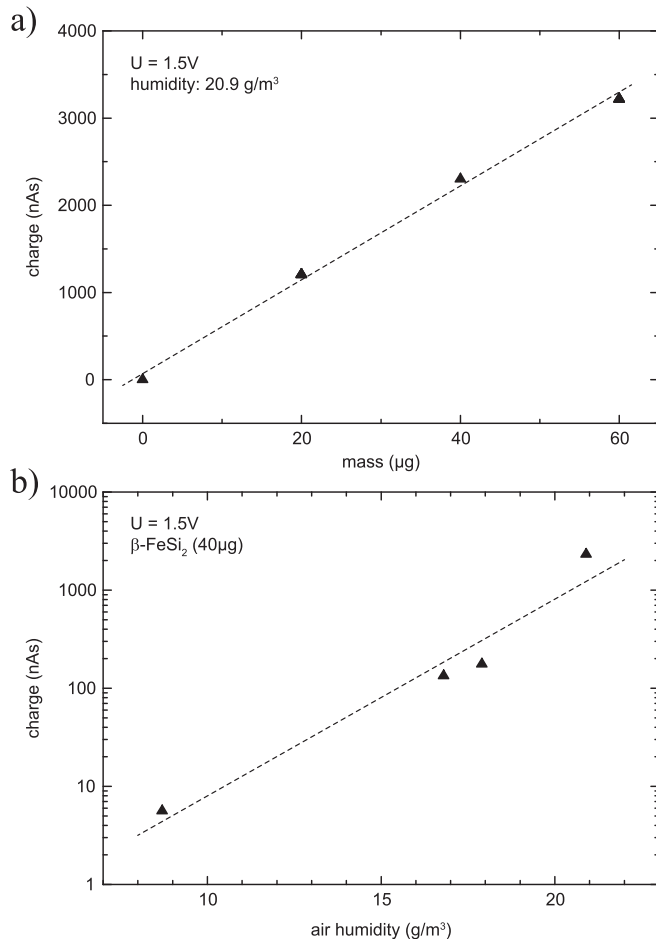 a)
4000
U = 1.5V
humidity: 20.9 g/m³
3000
2000
charge (nAs)
1000
0
0 20 40 60
mass (µg)
b)
10000
U = 1.5V
β-FeSi₂ (40µg)
1000
charge (nAs)
100
10
1
10 15 20
air humidity (g/m³)